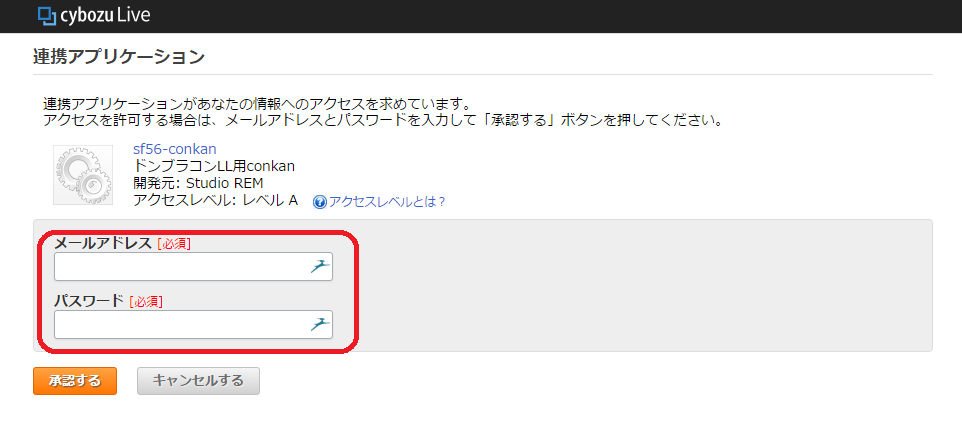 cybozu Live
連携アプリケーション
連携アプリケーションがあなたの情報へのアクセスを求めています。
アクセスを許可する場合は、メールアドレスとパスワードを入力して「承認する」ボタンを押してください。
sf56-conkan
ドンブラコンLL用conkan
開発元: Studio REM
アクセスレベル: レベル A ?アクセスレベルとは？
メールアドレス [必須]
パスワード [必須]
承認する キャンセルする